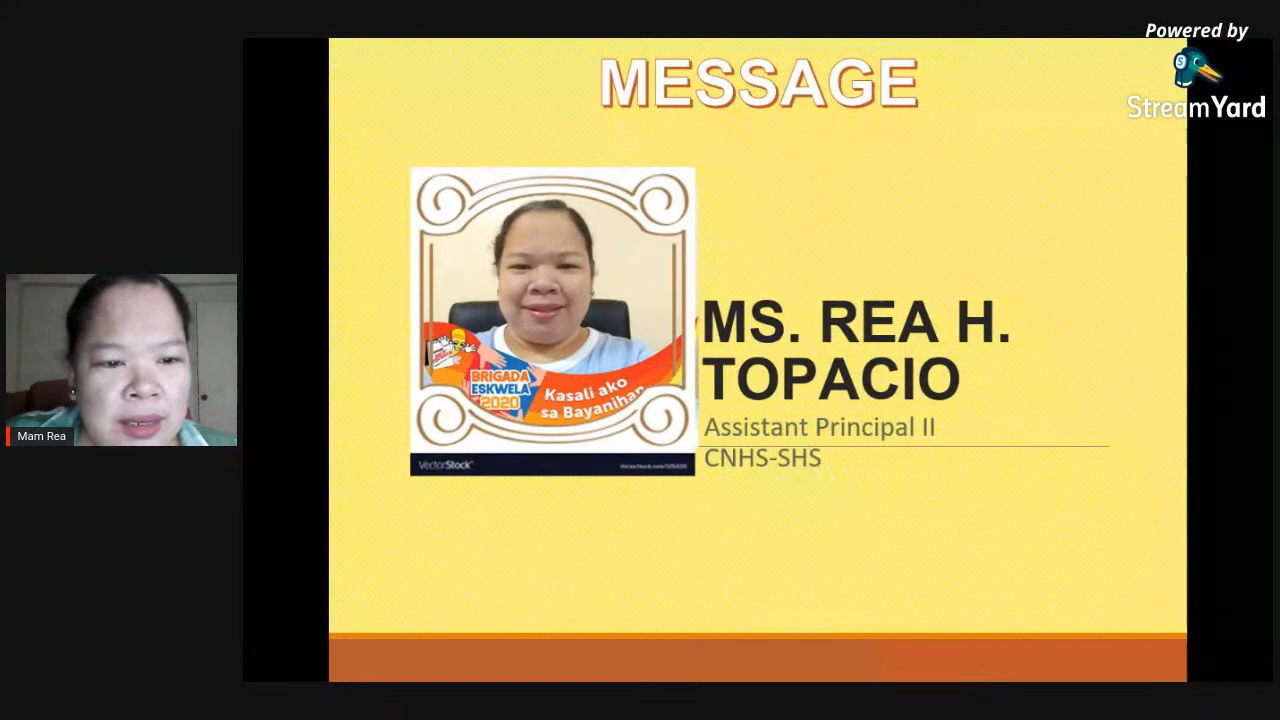 Powered by
StreamYard
MESSAGE
BRIGADA
ESKWELA
2020
Kasali ako
sa Bayanihan
VectorStock
MS. REA H.
TOPACIO
Assistant Principal II
CNHS-SHS
Mam Rea